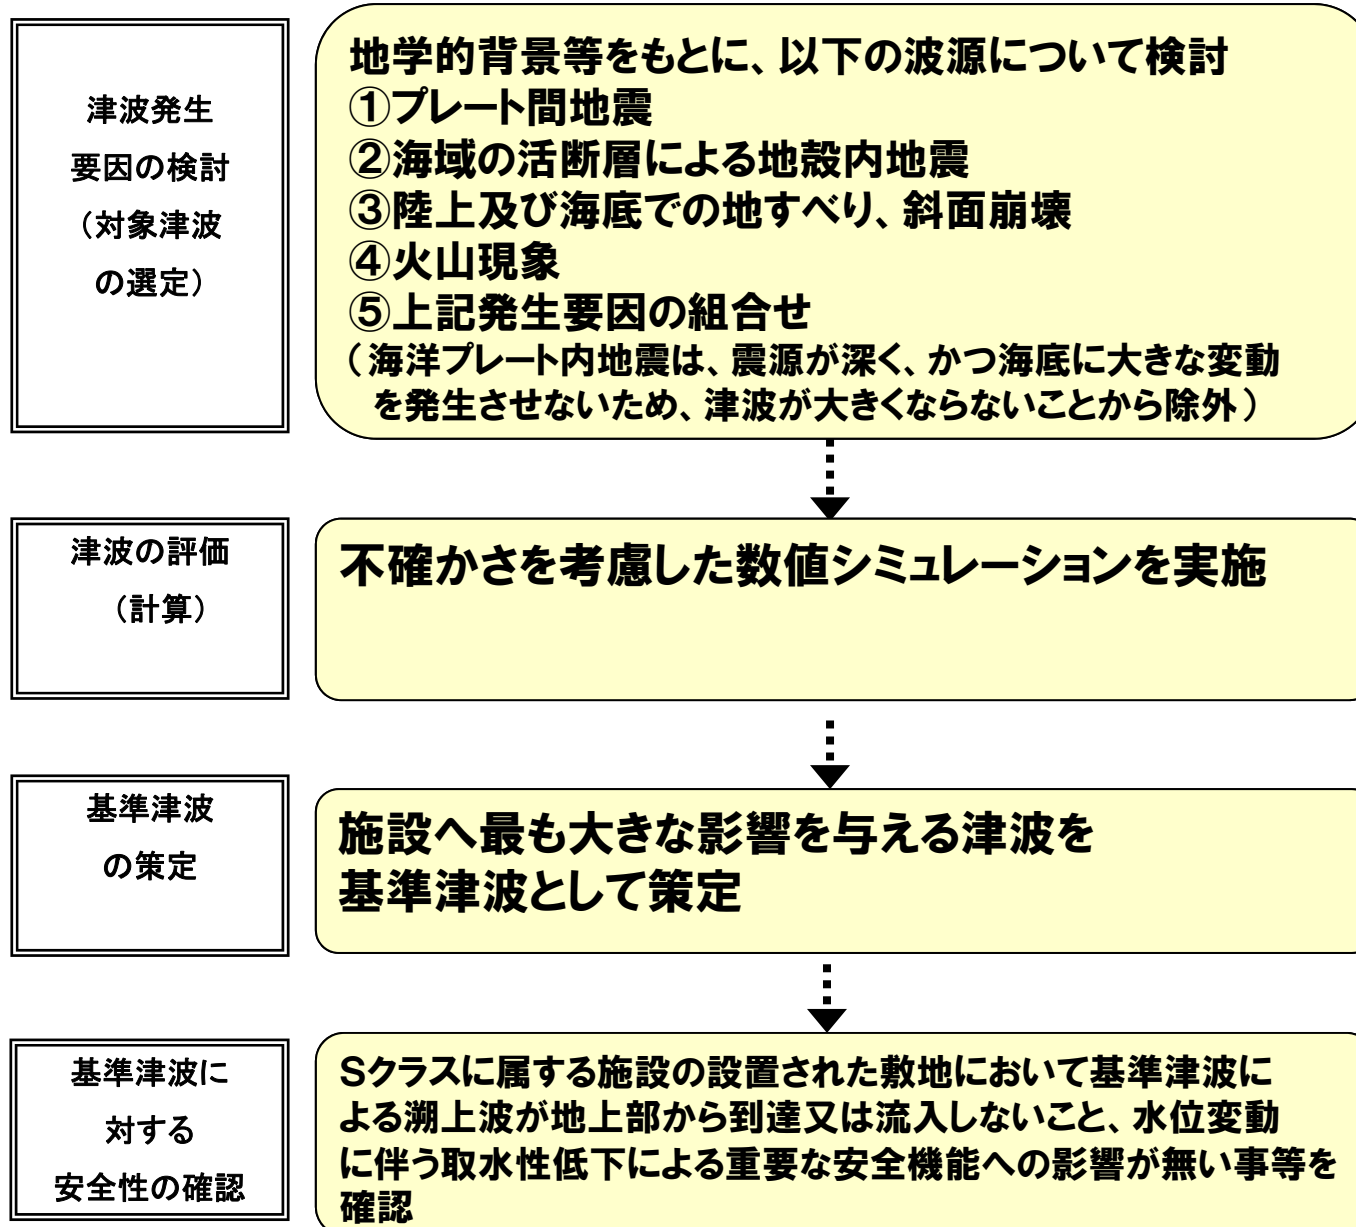 津波発生
要因の検討
（対象津波
の選定）
地学的背景等をもとに、以下の波源について検討
①プレート間地震
②海域の活断層による地殻内地震
③陸上及び海底での地すべり、斜面崩壊
④火山現象
⑤上記発生要因の組合せ
（海洋プレート内地震は、震源が深く、かつ海底に大きな変動
を発生させないため、津波が大きくならないことから除外）
津波の評価
（計算）
不確かさを考慮した数値シミュレーションを実施
基準津波
の策定
施設へ最も大きな影響を与える津波を
基準津波として策定
基準津波に
対する
安全性の確認
Sクラスに属する施設の設置された敷地において基準津波に
よる遡上波が地上部から到達又は流入しないこと、水位変動
に伴う取水性低下による重要な安全機能への影響が無い事等を
確認